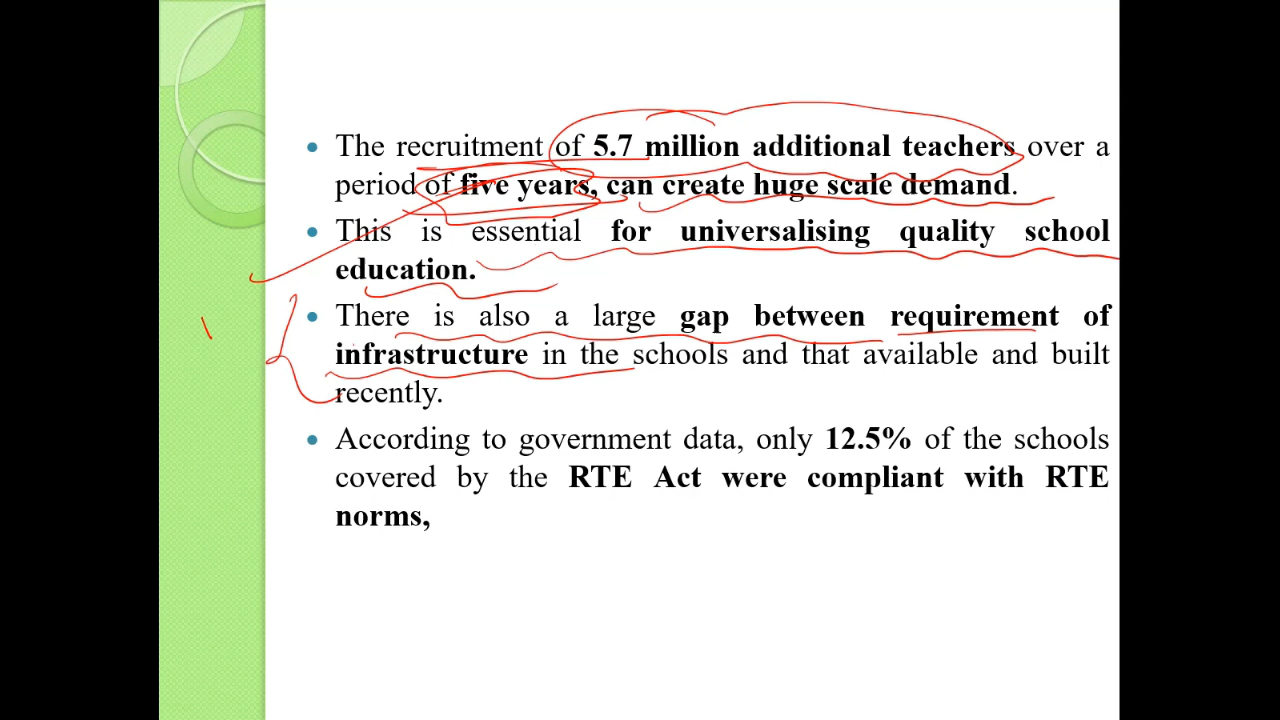 The recruitment of 5.7 million additional teachers over a
period of five years, can create huge scale demand.
This is essential for universalising quality school
education.
There is also a large gap between requirement of
infrastructure in the schools and that available and built
recently.
According to government data, only 12.5% of the schools
covered by the RTE Act were compliant with RTE
norms,